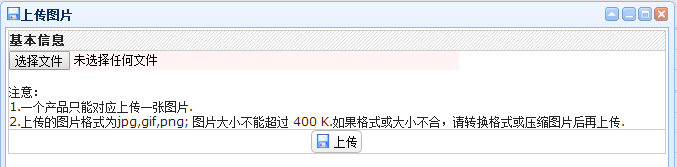 上传图片
基本信息
选择文件 未选择任何文件
注意：
1.一个产品只能对应上传一张图片.
2.上传的图片格式为jpg,gif,png; 图片大小不能超过 400 K.如果格式或大小不合，请转换格式或压缩图片后再上传.
上传